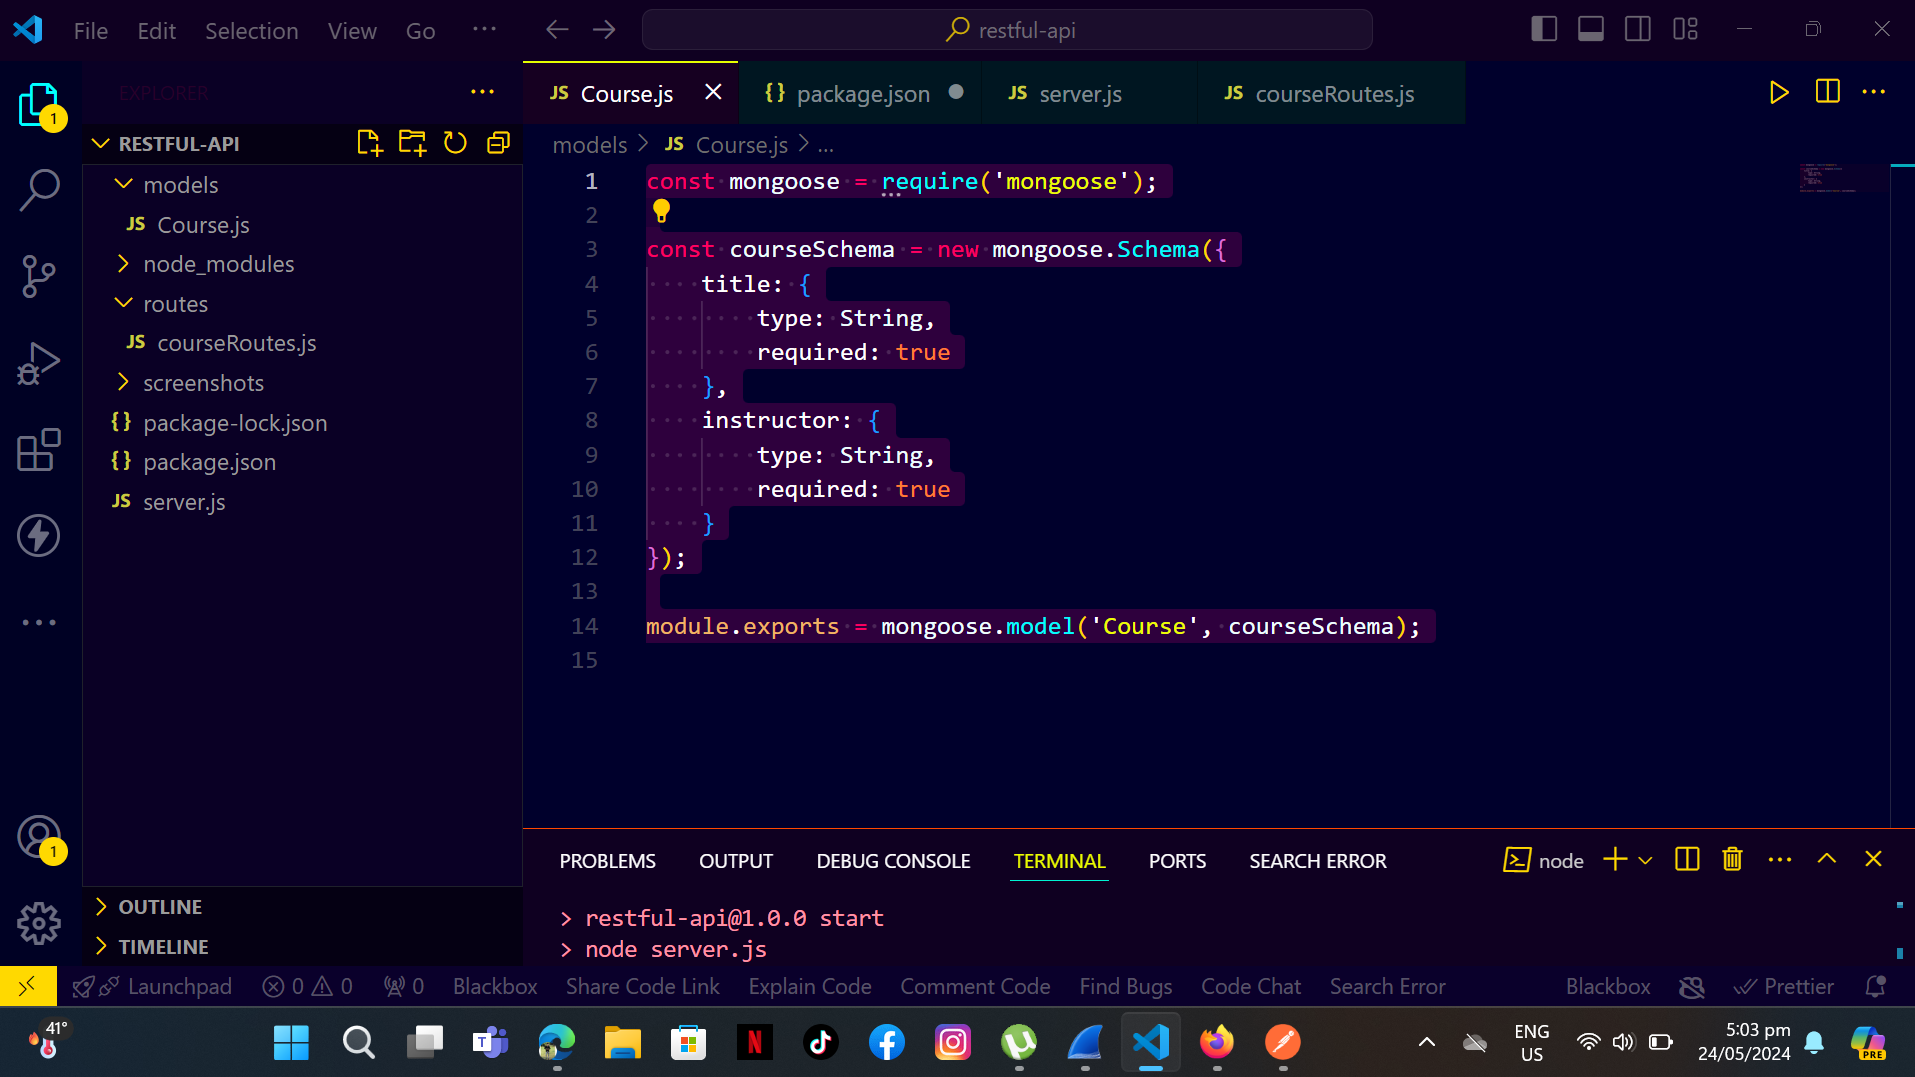 File Edit Selection View Go ··· restful-api
EXPLORER
1
RESTFUL-API
models
JS Course.js
node_modules
routes
JS courseRoutes.js
screenshots
{} package-lock.json
{} package.json
JS server.js
1
OUTLINE
TIMELINE
JS Course.js {} package.json JS server.js JS courseRoutes.js
models > JS Course.js > ...
1 const mongoose = require('mongoose');
2
3 const courseSchema = new mongoose.Schema({
4     title: {
5         type: String,
6         required: true
7     },
8     instructor: {
9         type: String,
10         required: true
11     }
12 });
13
14 module.exports = mongoose.model('Course', courseSchema);
15
PROBLEMS OUTPUT DEBUG CONSOLE TERMINAL PORTS SEARCH ERROR node
> restful-api@1.0.0 start
> node server.js
Launchpad 0 0 0 Blackbox Share Code Link Explain Code Comment Code Find Bugs Code Chat Search Error Blackbox Prettier
41°
T
N
ENG
US
5:03 pm
24/05/2024
PRE